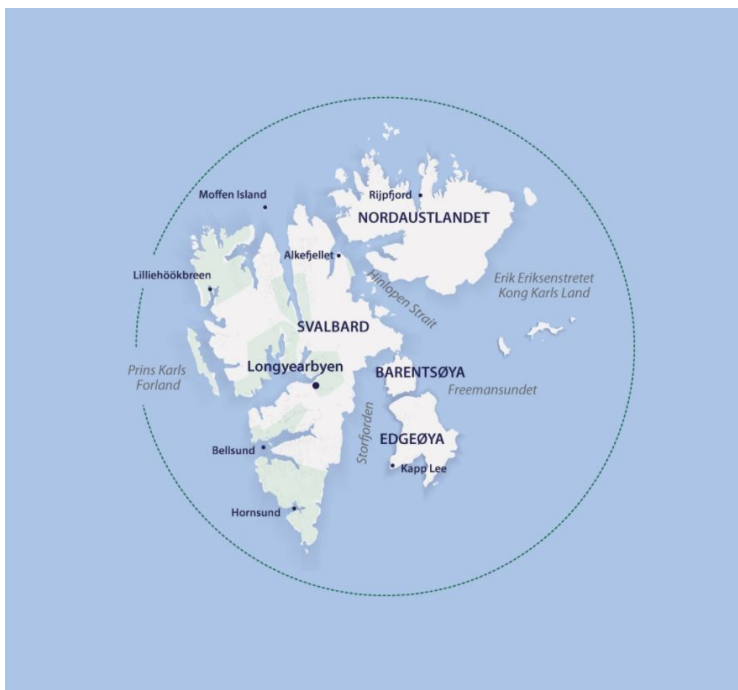 Moffen Island
Rijpfjord
NORDAUSTLANDET
Alkefjellet
Lilliehöökbreen
Hinlopen Strait
Erik Eriksenstretet
Kong Karls Land
SVALBARD
Longyearbyen
BARENTSØYA
Prins Karls
Forland
Freemansundet
Storfjorden
EDGEØYA
Bellsund
Kapp Lee
Hornsund